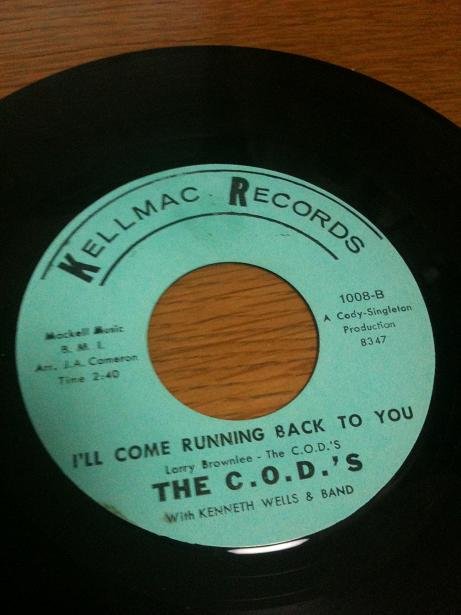 KELLMAC RECORDS
1008-B
A Cody-Singleton
Production
8347
Mackell Music
B. M. I.
Arr. J.A. Cameron
Time 2:40
I'LL COME RUNNING BACK TO YOU
Larry Brownlee - The C.O.D.'S
THE C.O.D.'S
With KENNETH WELLS & BAND